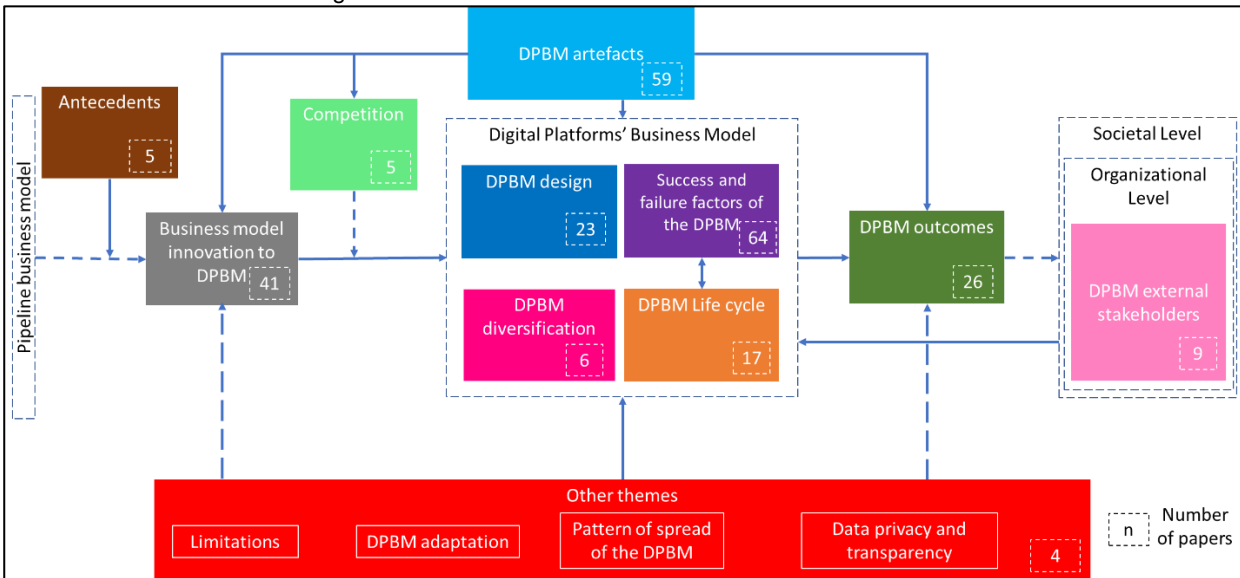 DPBM artefacts
59
Antecedents
5
Competition
5
Pipeline business model
Business model
innovation to
DPBM
41
Digital Platforms’ Business Model
DPBM design
23
Success and
failure factors of
the DPBM
64
DPBM
diversification
6
DPBM Life cycle
17
DPBM outcomes
26
Societal Level
Organizational
Level
DPBM external
stakeholders
9
Other themes
Limitations
DPBM adaptation
Pattern of spread
of the DPBM
Data privacy and
transparency
4
n
Number
of papers